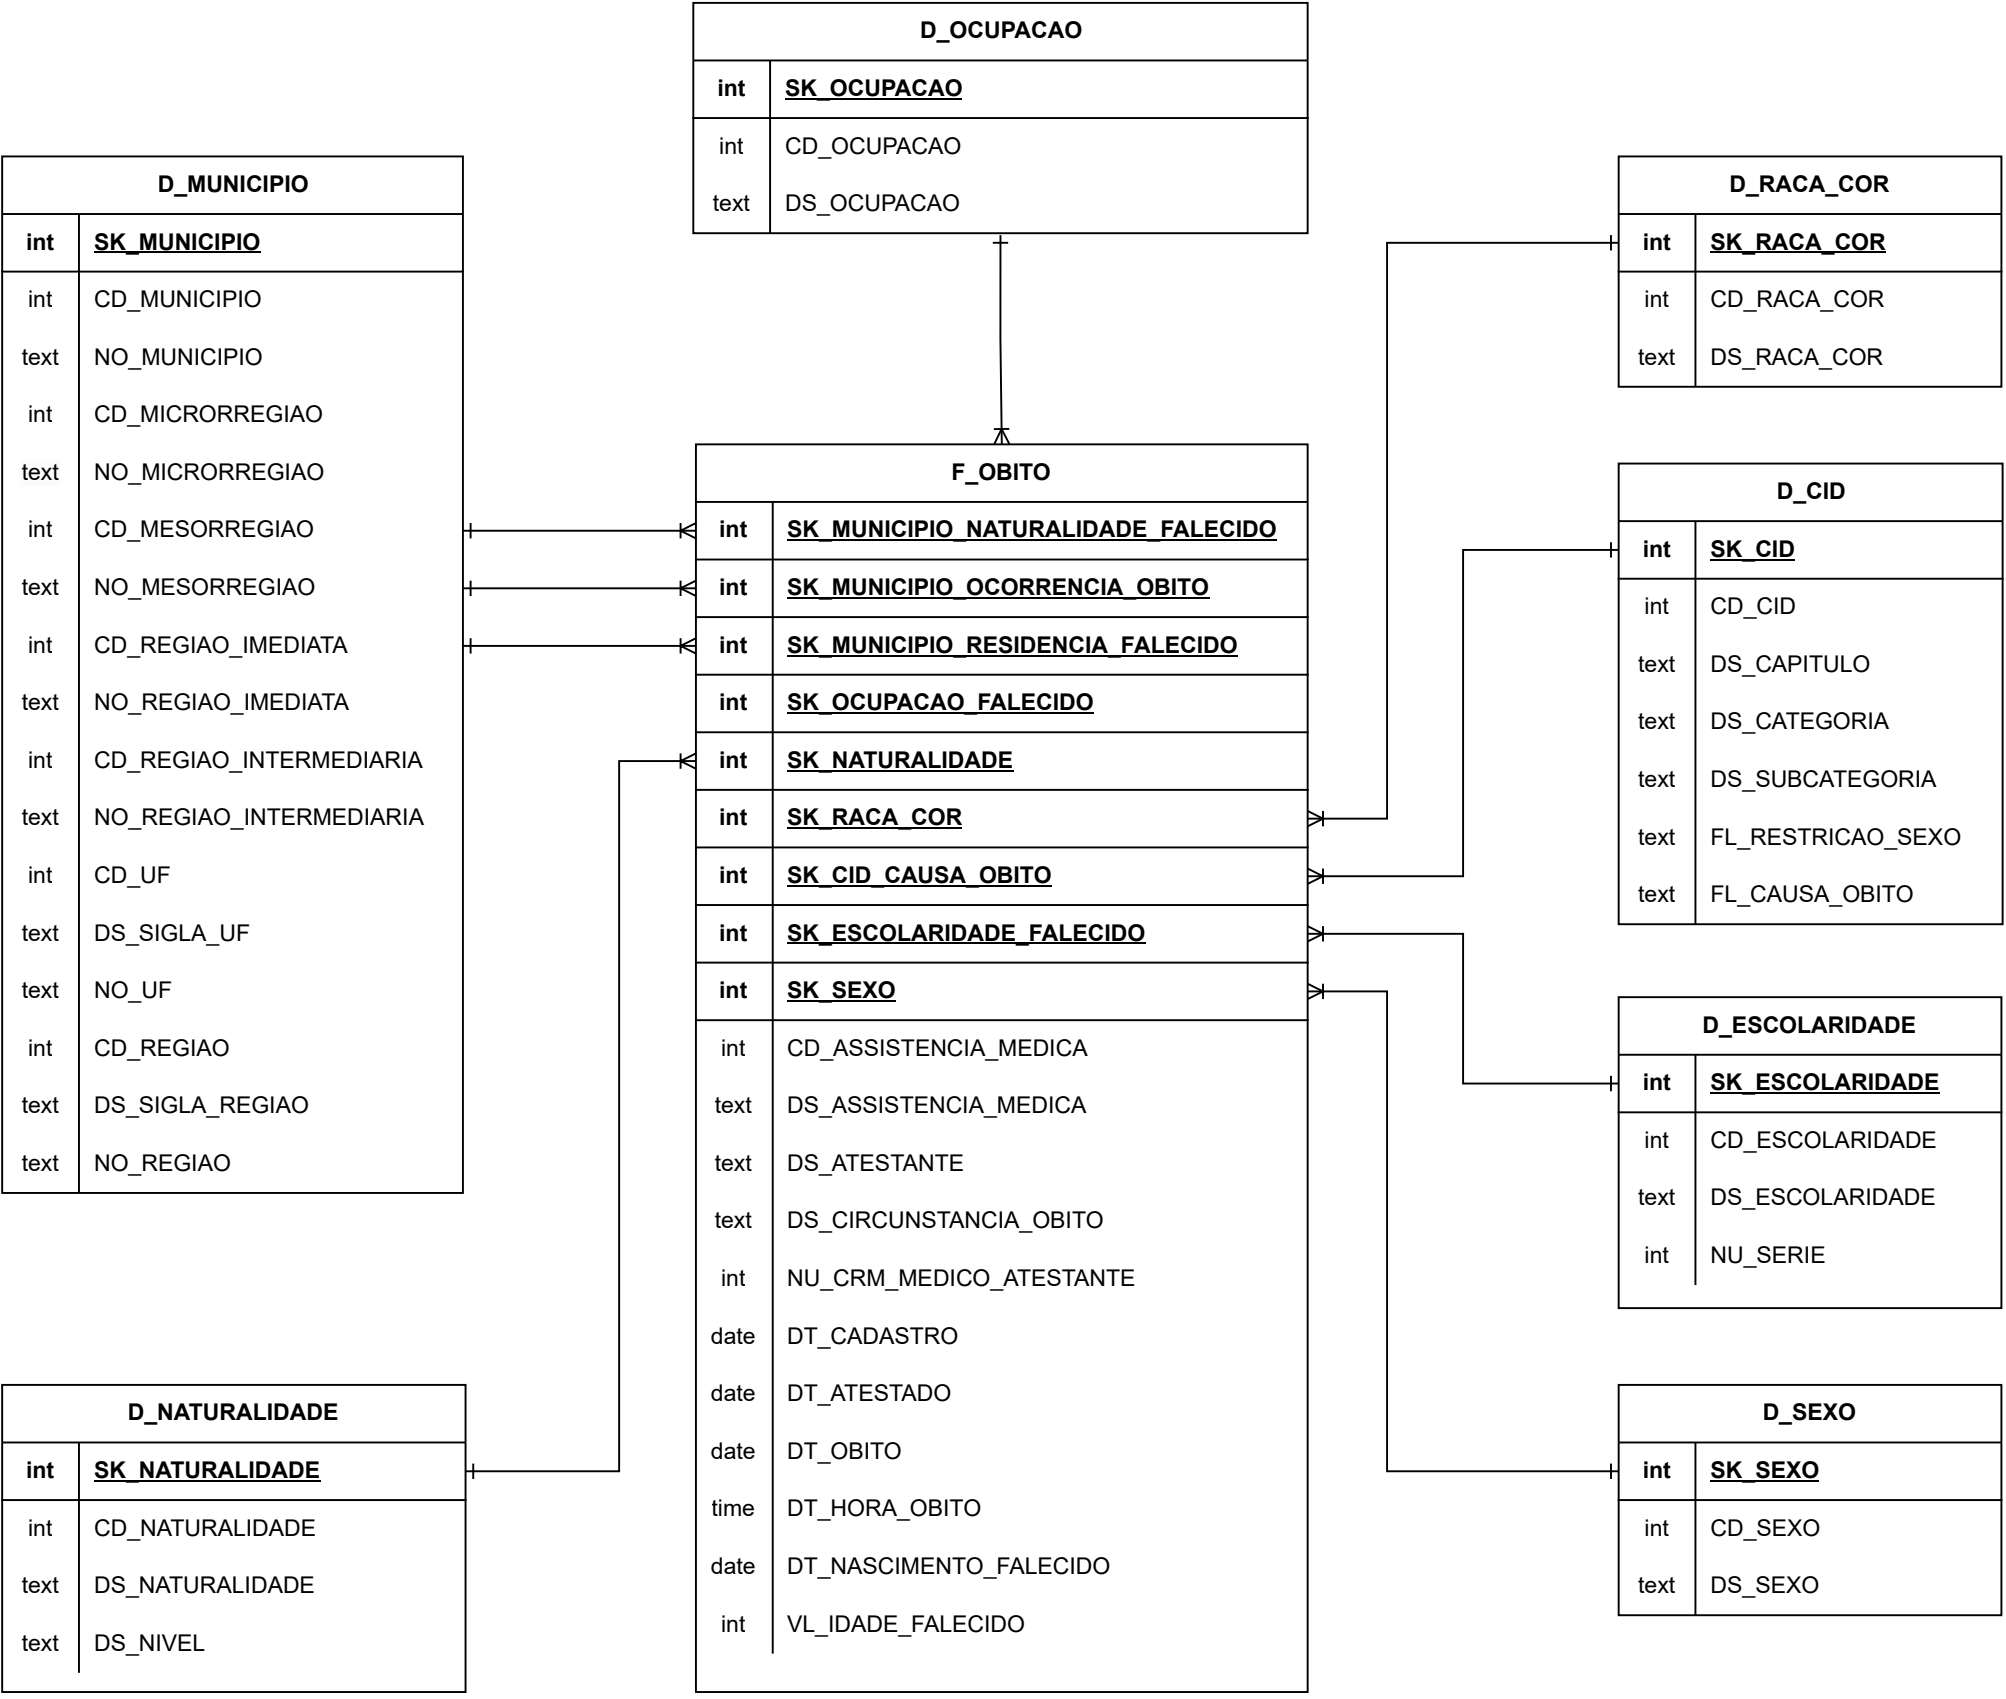 D_OCUPACAO
int SK_OCUPACAO
int CD_OCUPACAO
text DS_OCUPACAO
D_MUNICIPIO
int SK_MUNICIPIO
int CD_MUNICIPIO
text NO_MUNICIPIO
int CD_MICRORREGIAO
text NO_MICRORREGIAO
int CD_MESORREGIAO
text NO_MESORREGIAO
int CD_REGIAO_IMEDIATA
text NO_REGIAO_IMEDIATA
int CD_REGIAO_INTERMEDIARIA
text NO_REGIAO_INTERMEDIARIA
int CD_UF
text DS_SIGLA_UF
text NO_UF
int CD_REGIAO
text DS_SIGLA_REGIAO
text NO_REGIAO
D_NATURALIDADE
int SK_NATURALIDADE
int CD_NATURALIDADE
text DS_NATURALIDADE
text DS_NIVEL
F_OBITO
int SK_MUNICIPIO_NATURALIDADE_FALECIDO
int SK_MUNICIPIO_OCORRENCIA_OBITO
int SK_MUNICIPIO_RESIDENCIA_FALECIDO
int SK_OCUPACAO_FALECIDO
int SK_NATURALIDADE
int SK_RACA_COR
int SK_CID_CAUSA_OBITO
int SK_ESCOLARIDADE_FALECIDO
int SK_SEXO
int CD_ASSISTENCIA_MEDICA
text DS_ASSISTENCIA_MEDICA
text DS_ATESTANTE
text DS_CIRCUNSTANCIA_OBITO
int NU_CRM_MEDICO_ATESTANTE
date DT_CADASTRO
date DT_ATESTADO
date DT_OBITO
time DT_HORA_OBITO
date DT_NASCIMENTO_FALECIDO
int VL_IDADE_FALECIDO
D_RACA_COR
int SK_RACA_COR
int CD_RACA_COR
text DS_RACA_COR
D_CID
int SK_CID
int CD_CID
text DS_CAPITULO
text DS_CATEGORIA
text DS_SUBCATEGORIA
text FL_RESTRICAO_SEXO
text FL_CAUSA_OBITO
D_ESCOLARIDADE
int SK_ESCOLARIDADE
int CD_ESCOLARIDADE
text DS_ESCOLARIDADE
int NU_SERIE
D_SEXO
int SK_SEXO
int CD_SEXO
text DS_SEXO